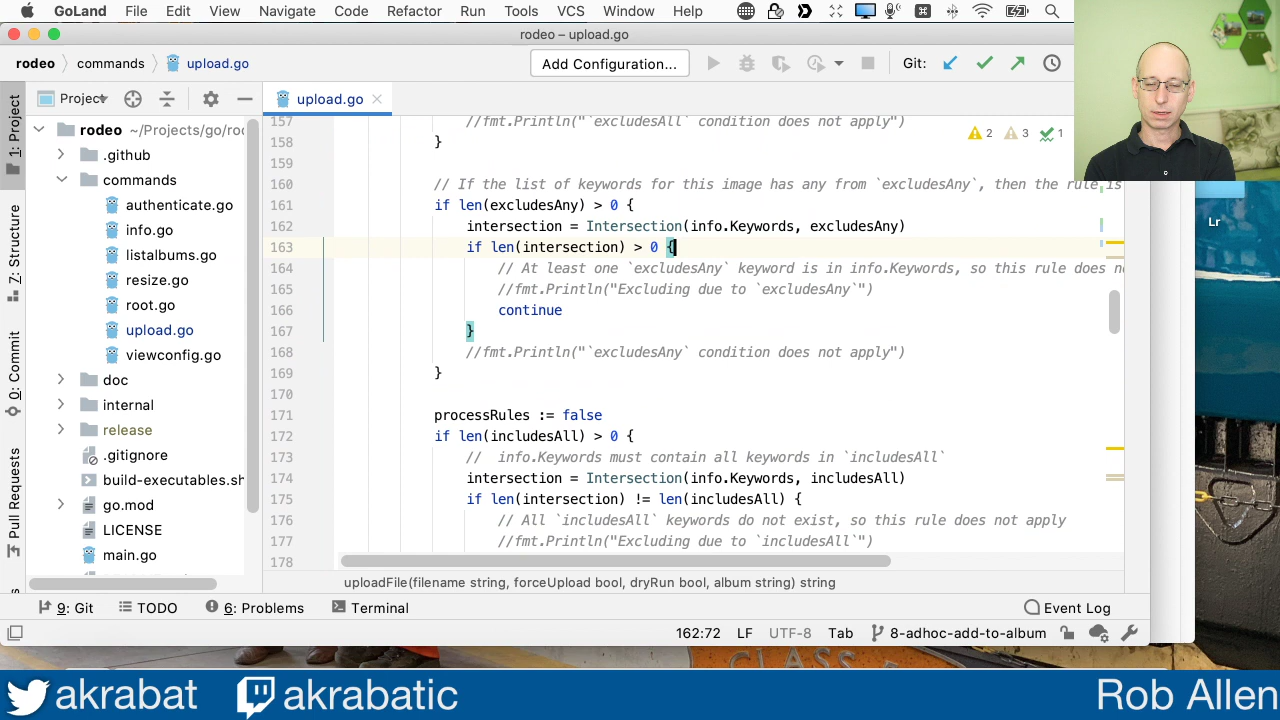 GoLand File Edit View Navigate Code Refactor Run Tools VCS Window Help
rodeo – upload.go
rodeo commands upload.go Add Configuration... Git:
Project upload.go
1: Project
7: Structure
0: Commit
Pull Requests
rodeo ~/Projects/go/ro
.github
commands
authenticate.go
info.go
listalbums.go
resize.go
root.go
upload.go
viewconfig.go
doc
internal
release
.gitignore
build-executables.sh
go.mod
LICENSE
main.go
2 3 1
157 //fmt.Println("`excludesAll` condition does not apply")
158 }
159
160 // If the list of keywords for this image has any from `excludesAny`, then the rule is
161 if len(excludesAny) > 0 {
162 intersection = Intersection(info.Keywords, excludesAny)
163 if len(intersection) > 0 {
164 // At least one `excludesAny` keyword is in info.Keywords, so this rule does n
165 //fmt.Println("Excluding due to `excludesAny`")
166 continue
167 }
168 //fmt.Println("`excludesAny` condition does not apply")
169 }
170
171 processRules := false
172 if len(includesAll) > 0 {
173 // info.Keywords must contain all keywords in `includesAll`
174 intersection = Intersection(info.Keywords, includesAll)
175 if len(intersection) != len(includesAll) {
176 // All `includesAll` keywords do not exist, so this rule does not apply
177 //fmt.Println("Excluding due to `includesAll`")
178
uploadFile(filename string, forceUpload bool, dryRun bool, album string) string
9: Git TODO 6: Problems Terminal Event Log
162:72 LF UTF-8 Tab 8-adhoc-add-to-album
Lr
CLASS
akrabat akrabatic Rob Allen